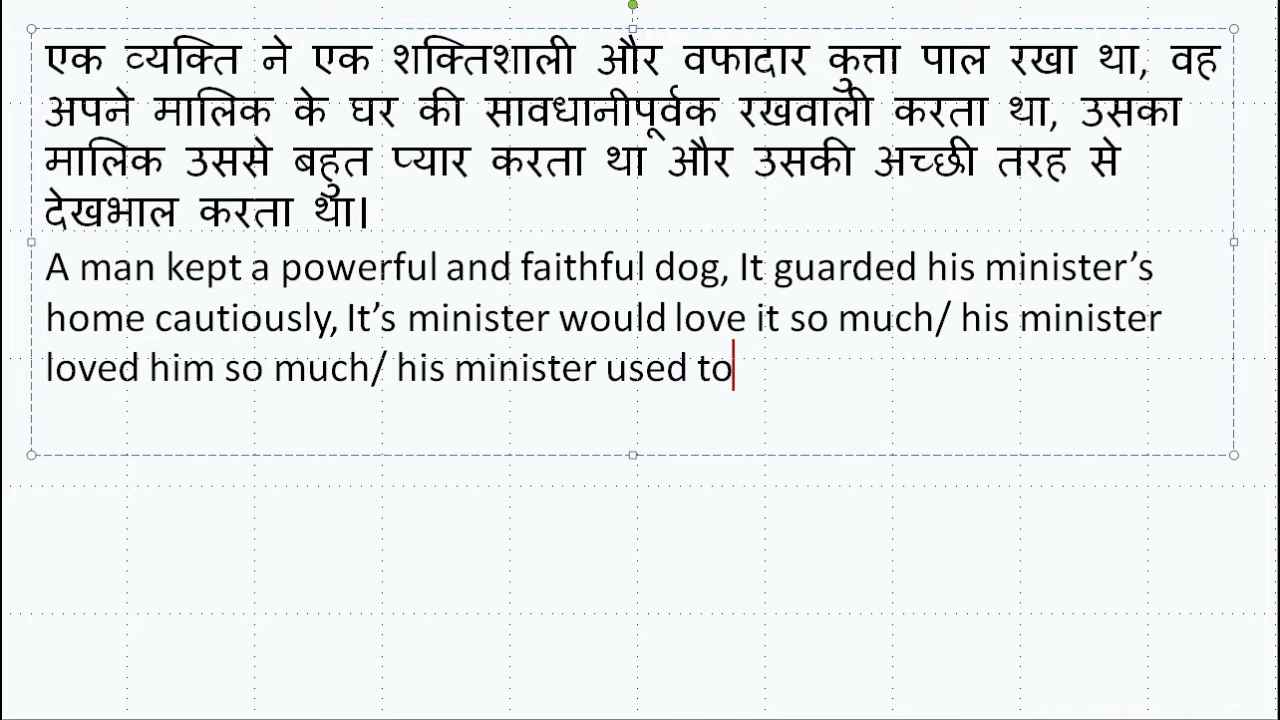 एक व्यक्ति ने एक शक्तिशाली और वफादार कुत्ता पाल रखा था, वह
अपने मालिक के घर की सावधानीपूर्वक रखवाली करता था, उसका
मालिक उससे बहुत प्यार करता था और उसकी अच्छी तरह से
देखभाल करता था।
A man kept a powerful and faithful dog, It guarded his minister’s
home cautiously, It’s minister would love it so much/ his minister
loved him so much/ his minister used to